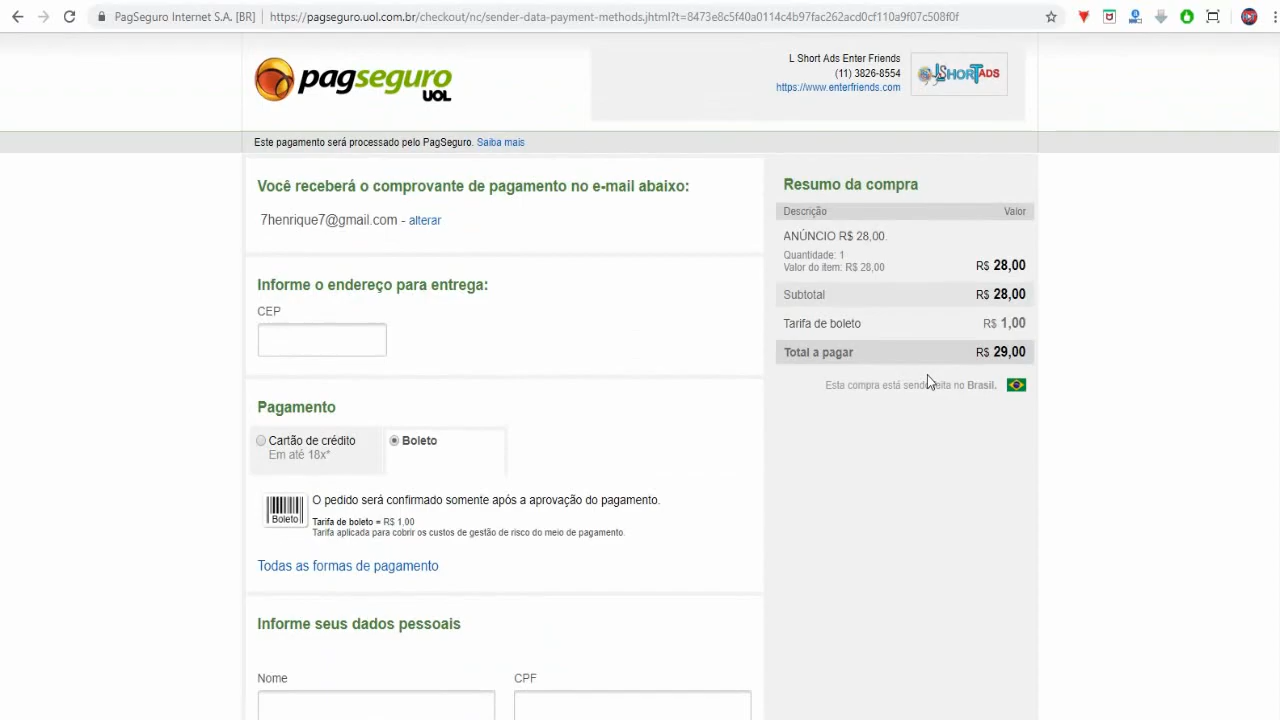 PagSeguro Internet S.A. [BR]
https://pagseguro.uol.com.br/checkout/nc/sender-data-payment-methods.jhtml?t=8473e8c5f40a0114c4b97fac262acd0cf110a9f07c508f0f
pagseguro
UOL
L Short Ads Enter Friends
(11) 3826-8554
https://www.enterfriends.com
LSHORTADS
Este pagamento será processado pelo PagSeguro. Saiba mais
Você receberá o comprovante de pagamento no e-mail abaixo:
7henrique7@gmail.com - alterar
Informe o endereço para entrega:
CEP
Pagamento
Cartão de crédito
Em até 18x*
Boleto
Boleto
O pedido será confirmado somente após a aprovação do pagamento.
Tarifa de boleto = R$ 1,00
Tarifa aplicada para cobrir os custos de gestão de risco do meio de pagamento.
Todas as formas de pagamento
Informe seus dados pessoais
Nome CPF
Resumo da compra
Descrição Valor
ANÚNCIO R$ 28,00.
Quantidade: 1
Valor do item: R$ 28,00 R$ 28,00
Subtotal R$ 28,00
Tarifa de boleto R$ 1,00
Total a pagar R$ 29,00
Esta compra está sendo feita no Brasil.